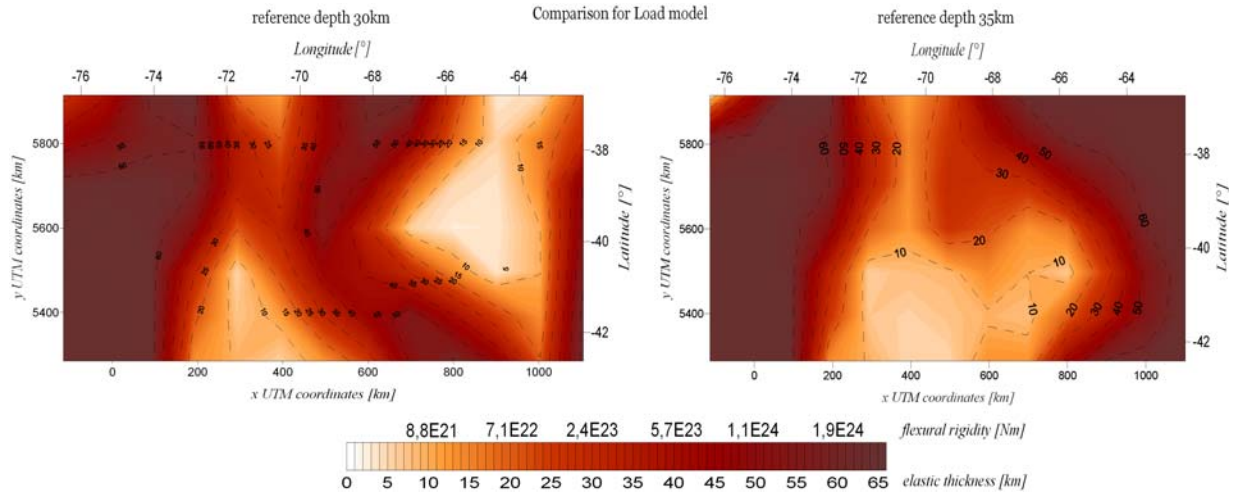 Comparison for Load model
reference depth 30km
Longitude [°]
-76 -74 -72 -70 -68 -66 -64
5800
5600
5400
y UTM coordinates [km]
-38
-40
-42
Latitude [°]
0 200 400 600 800 1000
x UTM coordinates [km]
reference depth 35km
Longitude [°]
-76 -74 -72 -70 -68 -66 -64
5800
5600
5400
y UTM coordinates [km]
60 50 40 30 20
40 50
30
60
20
10
10
10
20 30 40 50
-38
-40
-42
Latitude [°]
0 200 400 600 800 1000
x UTM coordinates [km]
8,8E21 7,1E22 2,4E23 5,7E23 1,1E24 1,9E24 flexural rigidity [Nm]
0 5 10 15 20 25 30 35 40 45 50 55 60 65 elastic thickness [km]